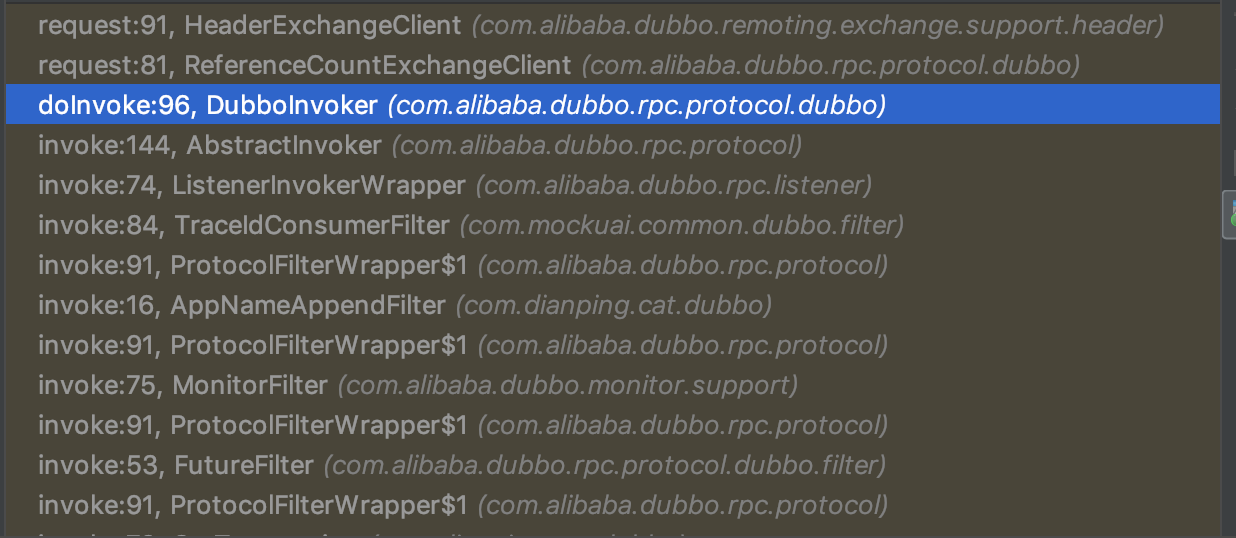 request:91, HeaderExchangeClient (com.alibaba.dubbo.remoting.exchange.support.header)
request:81, ReferenceCountExchangeClient (com.alibaba.dubbo.rpc.protocol.dubbo)
doInvoke:96, DubboInvoker (com.alibaba.dubbo.rpc.protocol.dubbo)
invoke:144, AbstractInvoker (com.alibaba.dubbo.rpc.protocol)
invoke:74, ListenerInvokerWrapper (com.alibaba.dubbo.rpc.listener)
invoke:84, TraceIdConsumerFilter (com.mockuai.common.dubbo.filter)
invoke:91, ProtocolFilterWrapper$1 (com.alibaba.dubbo.rpc.protocol)
invoke:16, AppNameAppendFilter (com.dianping.cat.dubbo)
invoke:91, ProtocolFilterWrapper$1 (com.alibaba.dubbo.rpc.protocol)
invoke:75, MonitorFilter (com.alibaba.dubbo.monitor.support)
invoke:91, ProtocolFilterWrapper$1 (com.alibaba.dubbo.rpc.protocol)
invoke:53, FutureFilter (com.alibaba.dubbo.rpc.protocol.dubbo.filter)
invoke:91, ProtocolFilterWrapper$1 (com.alibaba.dubbo.rpc.protocol)